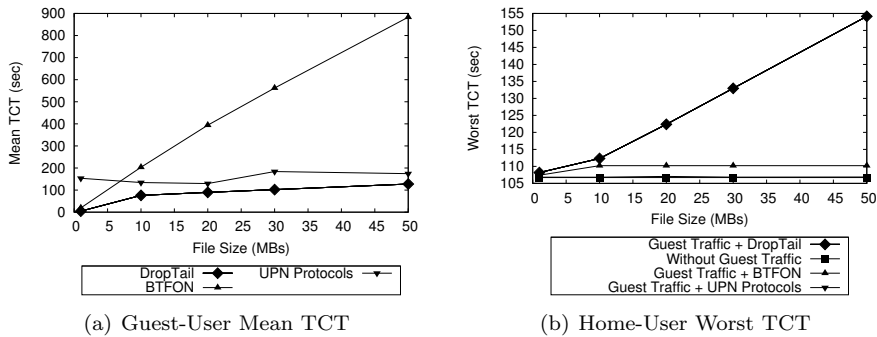 900
800
700
600
500
400
300
200
100
0
Mean TCT (sec)
0 5 10 15 20 25 30 35 40 45 50
File Size (MBs)
DropTail
BTFON
UPN Protocols
(a) Guest-User Mean TCT
155
150
145
140
135
130
125
120
115
110
105
Worst TCT (sec)
0 5 10 15 20 25 30 35 40 45 50
File Size (MBs)
Guest Traffic + DropTail
Without Guest Traffic
Guest Traffic + BTFON
Guest Traffic + UPN Protocols
(b) Home-User Worst TCT